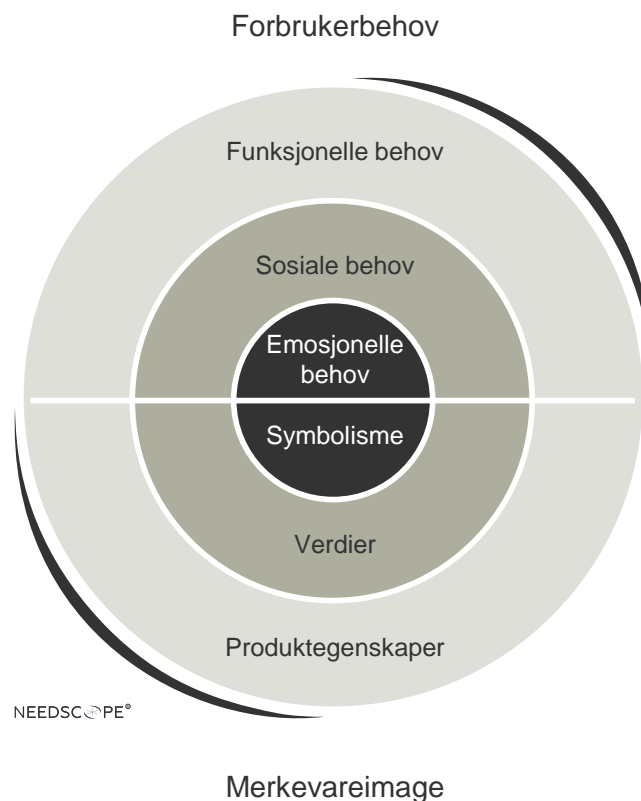 Forbrukerbehov
Funksjonelle behov
Sosiale behov
Emosjonelle
behov
Symbolisme
Verdier
Produktegenskaper
NEEDSCOPE®
Merkevareimage